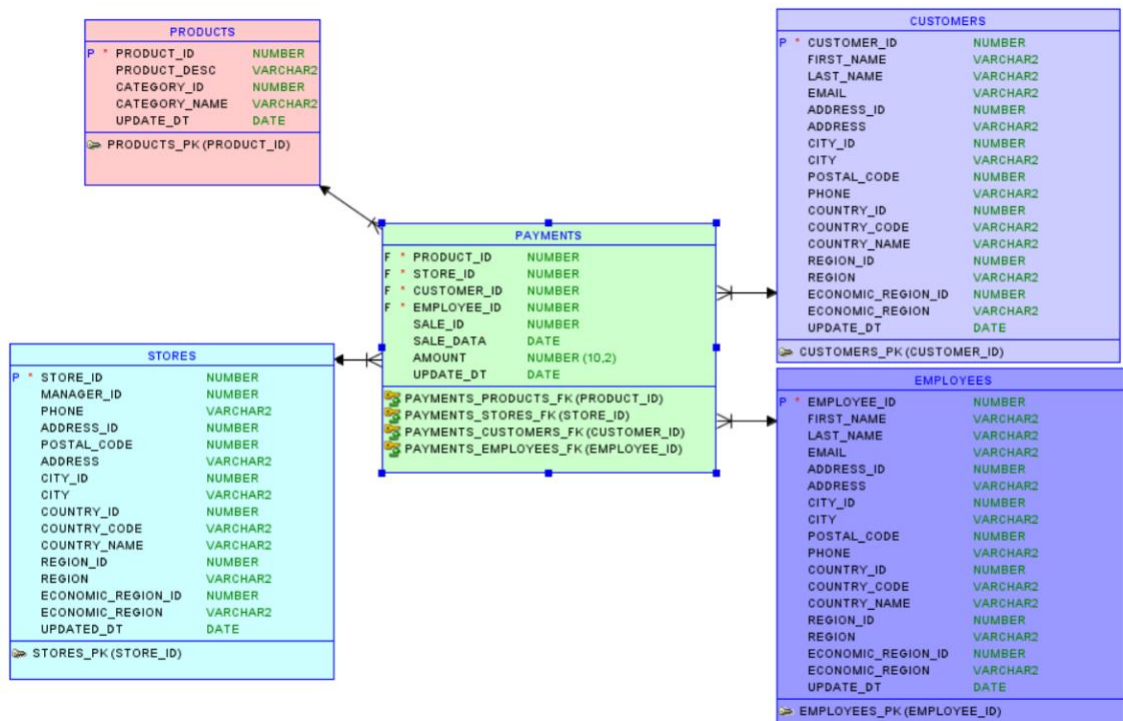 PRODUCTS
P * PRODUCT_ID NUMBER
PRODUCT_DESC VARCHAR2
CATEGORY_ID NUMBER
CATEGORY_NAME VARCHAR2
UPDATE_DT DATE
PRODUCTS_PK (PRODUCT_ID)
PAYMENTS
F * PRODUCT_ID NUMBER
F * STORE_ID NUMBER
F * CUSTOMER_ID NUMBER
F * EMPLOYEE_ID NUMBER
SALE_ID NUMBER
SALE_DATA DATE
AMOUNT NUMBER (10,2)
UPDATE_DT DATE
PAYMENTS_PRODUCTS_FK (PRODUCT_ID)
PAYMENTS_STORES_FK (STORE_ID)
PAYMENTS_CUSTOMERS_FK (CUSTOMER_ID)
PAYMENTS_EMPLOYEES_FK (EMPLOYEE_ID)
STORES
P * STORE_ID NUMBER
MANAGER_ID NUMBER
PHONE VARCHAR2
ADDRESS_ID NUMBER
POSTAL_CODE NUMBER
ADDRESS VARCHAR2
CITY_ID NUMBER
CITY VARCHAR2
COUNTRY_ID NUMBER
COUNTRY_CODE VARCHAR2
COUNTRY_NAME VARCHAR2
REGION_ID NUMBER
REGION VARCHAR2
ECONOMIC_REGION_ID NUMBER
ECONOMIC_REGION VARCHAR2
UPDATED_DT DATE
STORES_PK (STORE_ID)
CUSTOMERS
P * CUSTOMER_ID NUMBER
FIRST_NAME VARCHAR2
LAST_NAME VARCHAR2
EMAIL VARCHAR2
ADDRESS_ID NUMBER
ADDRESS VARCHAR2
CITY_ID NUMBER
CITY VARCHAR2
POSTAL_CODE NUMBER
PHONE VARCHAR2
COUNTRY_ID NUMBER
COUNTRY_CODE VARCHAR2
COUNTRY_NAME VARCHAR2
REGION_ID NUMBER
REGION VARCHAR2
ECONOMIC_REGION_ID NUMBER
ECONOMIC_REGION VARCHAR2
UPDATE_DT DATE
CUSTOMERS_PK (CUSTOMER_ID)
EMPLOYEES
P * EMPLOYEE_ID NUMBER
FIRST_NAME VARCHAR2
LAST_NAME VARCHAR2
EMAIL VARCHAR2
ADDRESS_ID NUMBER
ADDRESS VARCHAR2
CITY_ID NUMBER
CITY VARCHAR2
POSTAL_CODE NUMBER
PHONE VARCHAR2
COUNTRY_ID NUMBER
COUNTRY_CODE VARCHAR2
COUNTRY_NAME VARCHAR2
REGION_ID NUMBER
REGION VARCHAR2
ECONOMIC_REGION_ID NUMBER
ECONOMIC_REGION VARCHAR2
UPDATE_DT DATE
EMPLOYEES_PK (EMPLOYEE_ID)